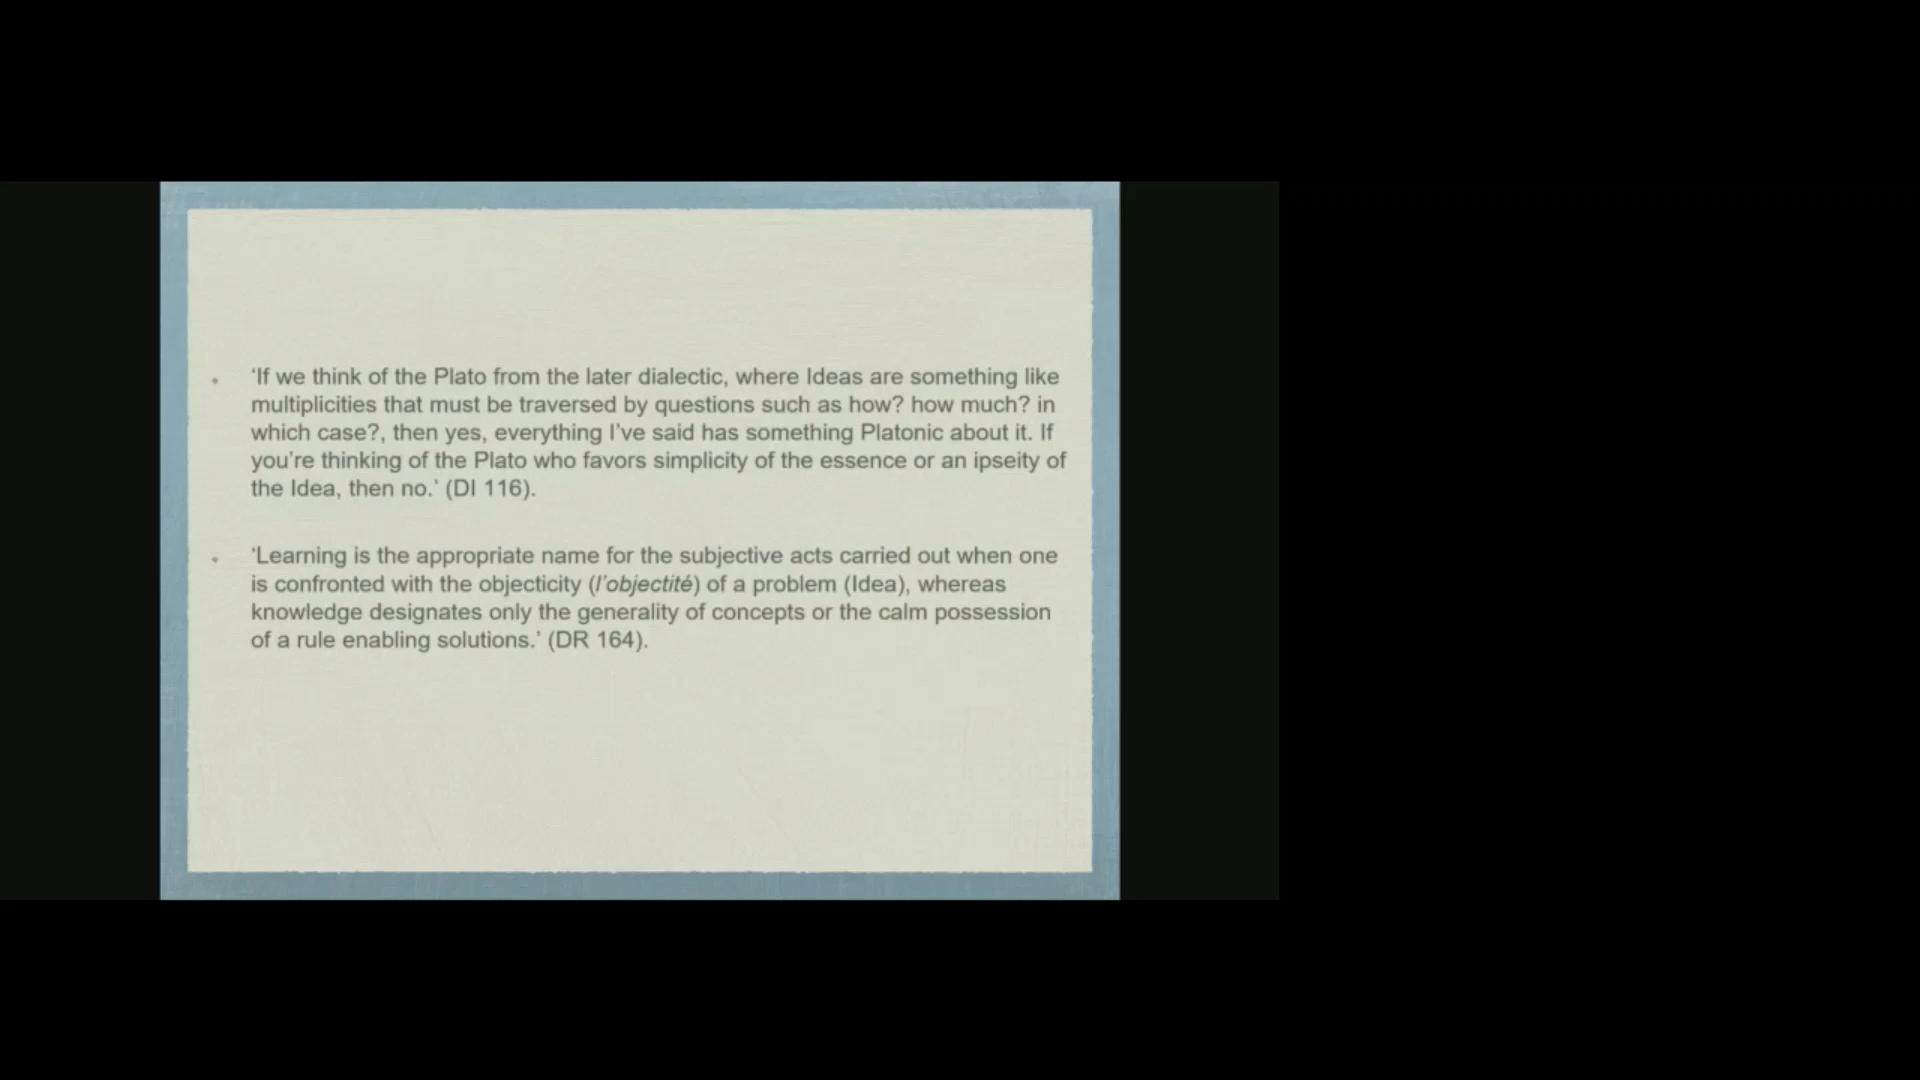 ‘If we think of the Plato from the later dialectic, where Ideas are something like
multiplicities that must be traversed by questions such as how? how much? in
which case?, then yes, everything I’ve said has something Platonic about it. If
you’re thinking of the Plato who favors simplicity of the essence or an ipseity of
the Idea, then no.’ (DI 116).
‘Learning is the appropriate name for the subjective acts carried out when one
is confronted with the objecticity (l’objectité) of a problem (Idea), whereas
knowledge designates only the generality of concepts or the calm possession
of a rule enabling solutions.’ (DR 164).